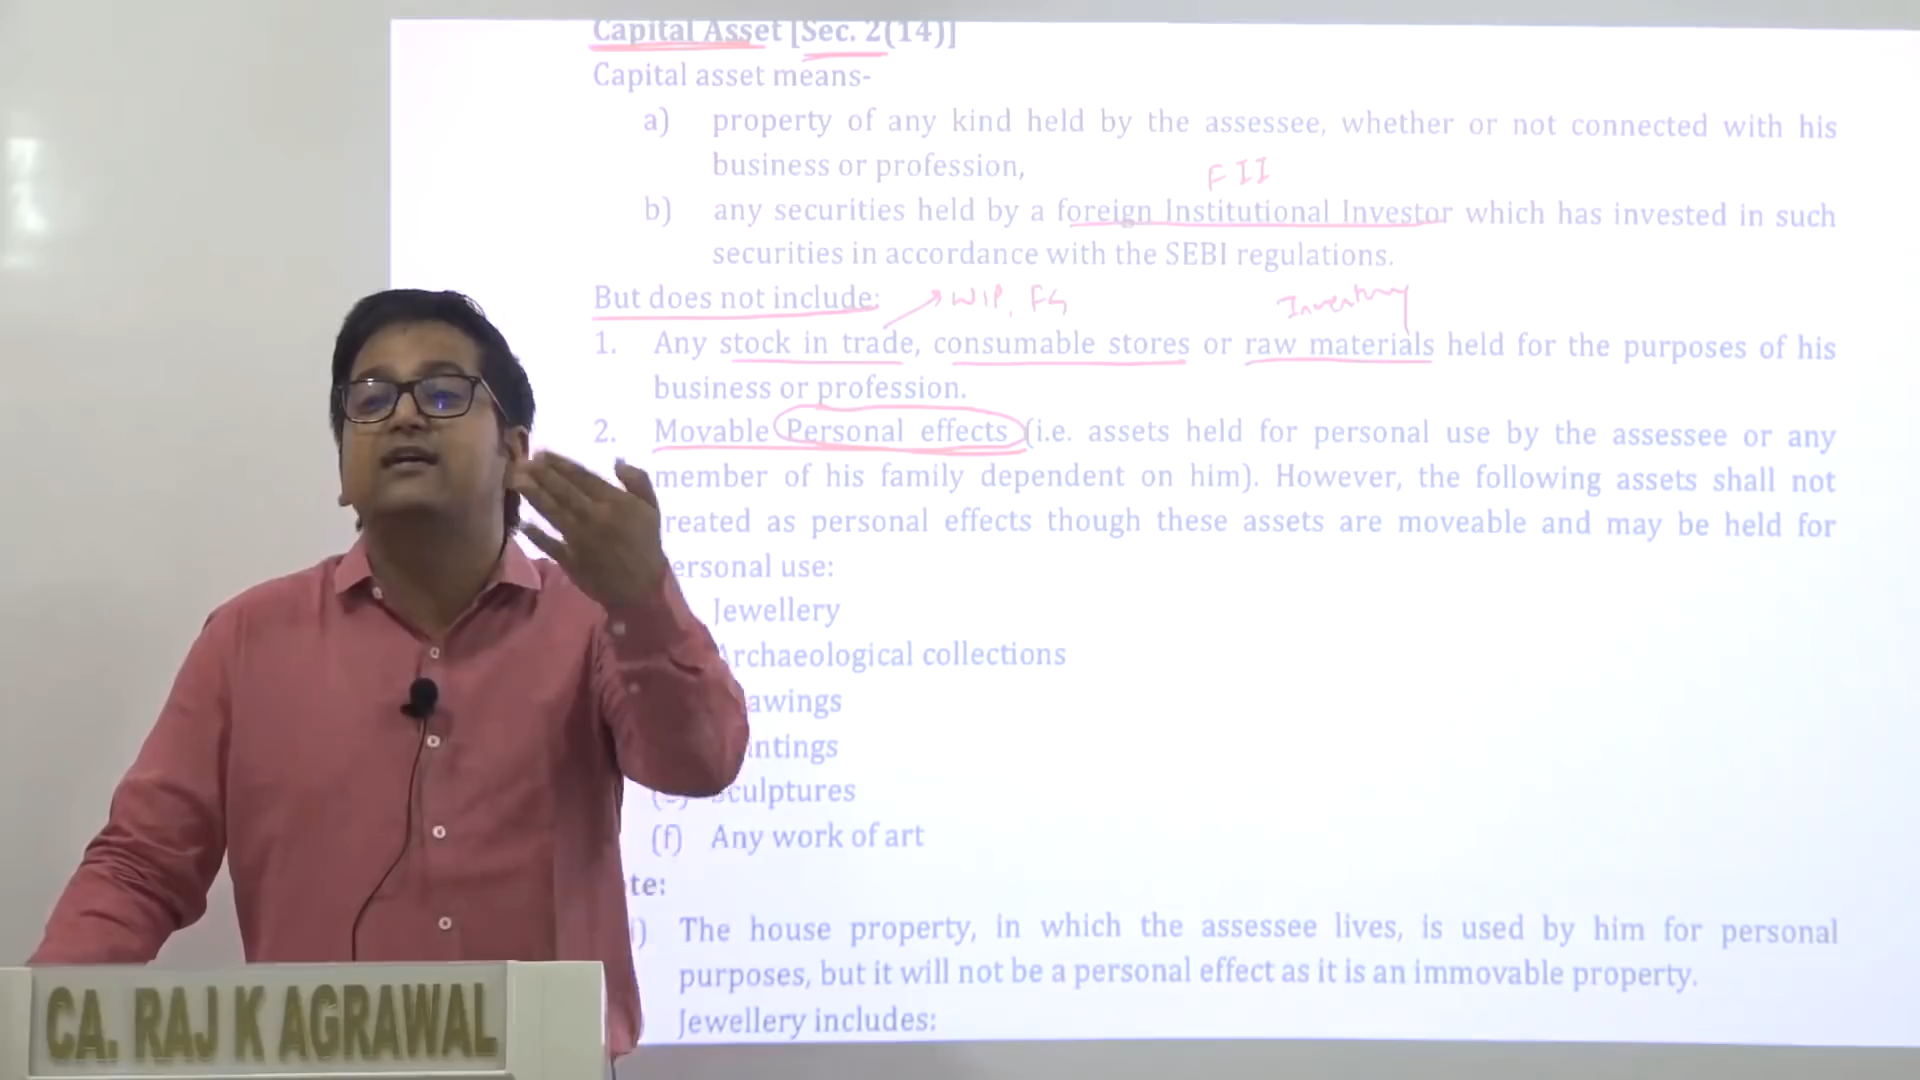 Capital Asset [Sec. 2(14)]
Capital asset means-
a) property of any kind held by the assessee, whether or not connected with his
business or profession,
FII
b) any securities held by a foreign Institutional Investor which has invested in such
securities in accordance with the SEBI regulations.
But does not include: WIP, FG Inventory
1. Any stock in trade, consumable stores or raw materials held for the purposes of his
business or profession.
2. Movable Personal effects (i.e. assets held for personal use by the assessee or any
member of his family dependent on him). However, the following assets shall not
reated as personal effects though these assets are moveable and may be held for
ersonal use:
Jewellery
Archaeological collections
awings
intings
Sculptures
(f) Any work of art
te:
i) The house property, in which the assessee lives, is used by him for personal
purposes, but it will not be a personal effect as it is an immovable property.
Jewellery includes:
CA. RAJ K AGRAWAL